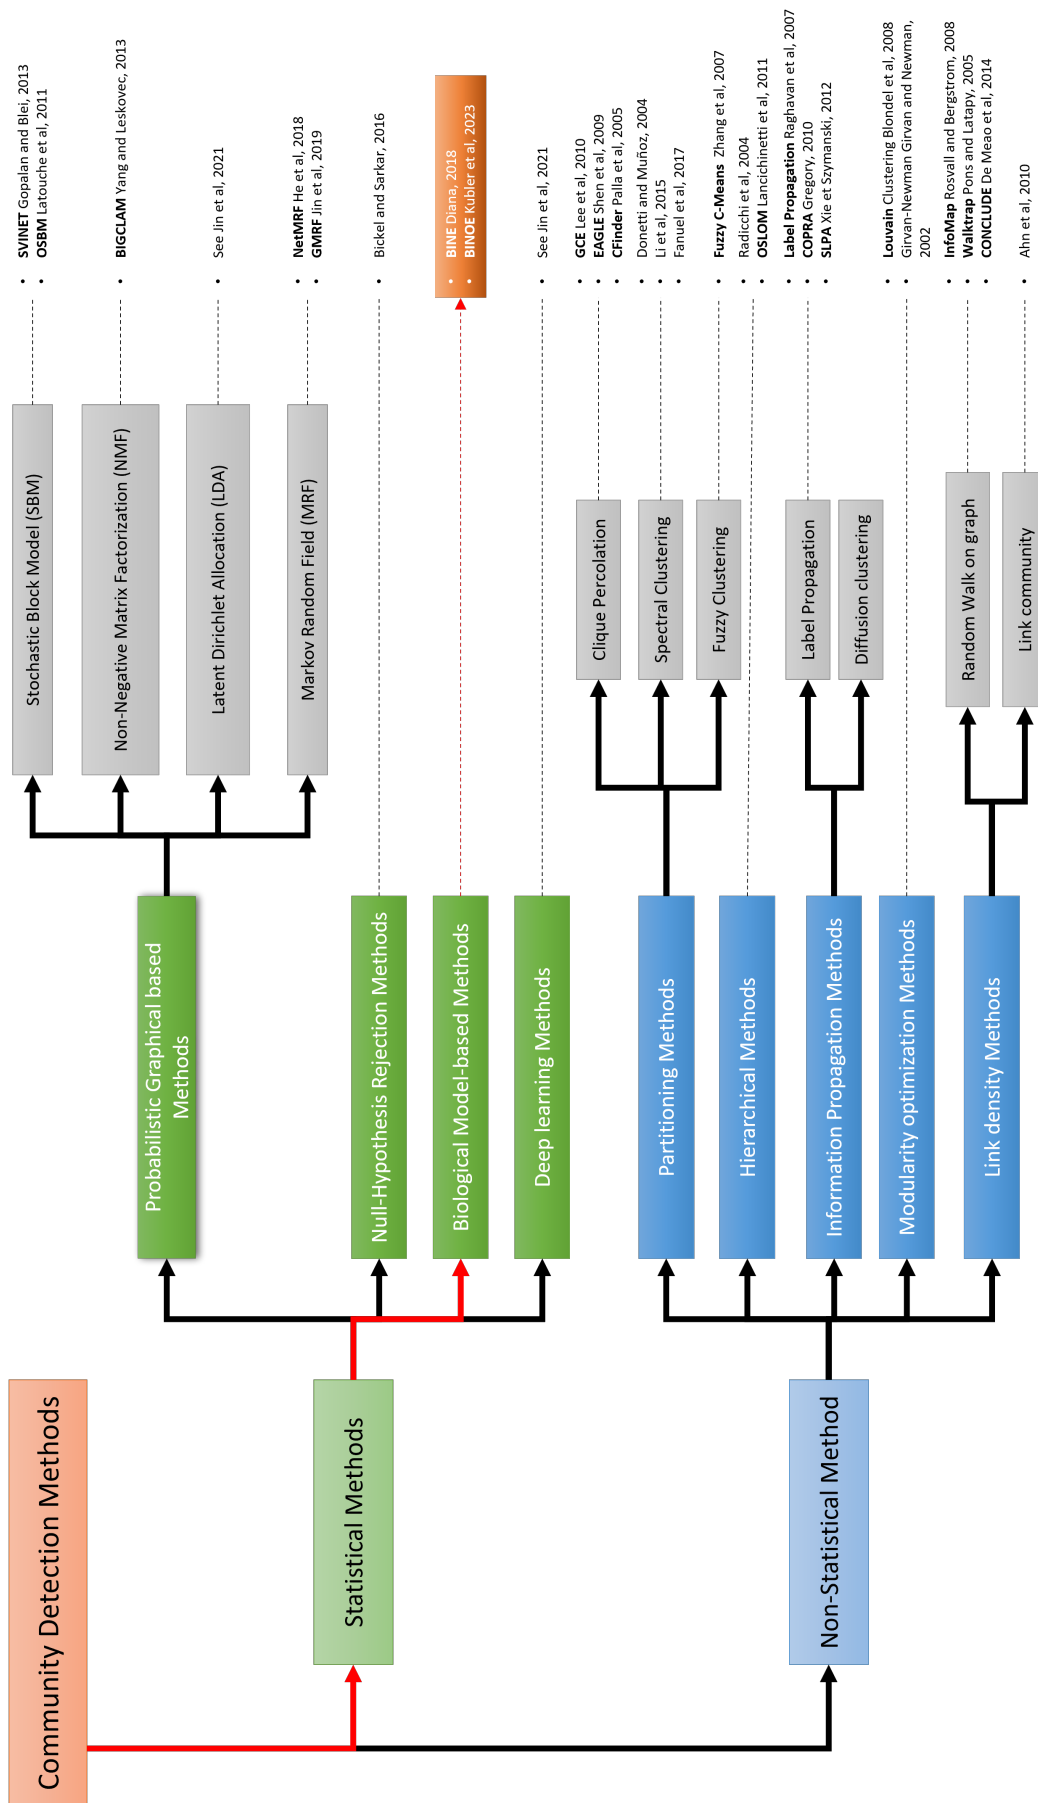 Community Detection Methods
Statistical Methods
Probabilistic Graphical based
Methods
Stochastic Block Model (SBM)
• SVINET Gopalan and Blei, 2013
• OSBM Latouche et al, 2011
Non-Negative Matrix Factorization (NMF)
• BIGCLAM Yang and Leskovec, 2013
Latent Dirichlet Allocation (LDA)
• See Jin et al, 2021
Markov Random Field (MRF)
• NetMRF He et al, 2018
• GMRF Jin et al, 2019
Null-Hypothesis Rejection Methods
• Bickel and Sarkar, 2016
Biological Model-based Methods
• BINE Diana, 2018
• BINOE Kubler et al, 2023
Deep learning Methods
• See Jin et al, 2021
Non-Statistical Method
Partitioning Methods
Clique Percolation
• GCE Lee et al, 2010
• EAGLE Shen et al, 2009
• CFinder Palla et al, 2005
Spectral Clustering
• Donetti and Muñoz, 2004
• Li et al, 2015
• Fanuel et al, 2017
Fuzzy Clustering
• Fuzzy C-Means Zhang et al, 2007
Hierarchical Methods
• Radicchi et al, 2004
• OSLOM Lancichinetti et al, 2011
Information Propagation Methods
Label Propagation
• Label Propagation Raghavan et al, 2007
• COPRA Gregory, 2010
• SLPA Xie et Szymanski, 2012
Diffusion clustering
Modularity optimization Methods
• Louvain Clustering Blondel et al, 2008
• Girvan-Newman Girvan and Newman,
2002
Link density Methods
Random Walk on graph
• InfoMap Rosvall and Bergstrom, 2008
• Walktrap Pons and Latapy, 2005
• CONCLUDE De Meao et al, 2014
Link community
• Ahn et al, 2010